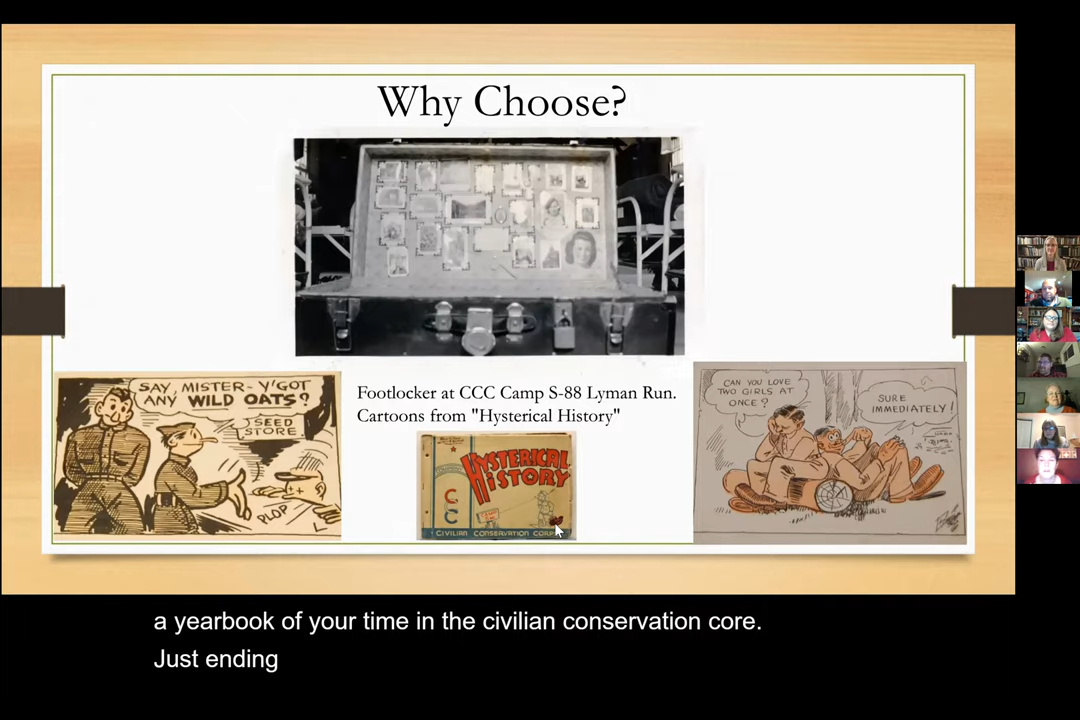 Why Choose?
Footlocker at CCC Camp S-88 Lyman Run.
Cartoons from "Hysterical History"
SAY, MISTER- Y'GOT
ANY WILD OATS?
SEED
STORE
PLOP
HYSTERICAL
HISTORY
C
C
C
CIVILIAN CONSERVATION CORPS
CAN YOU LOVE
TWO GIRLS AT
ONCE?
SURE
IMMEDIATELY!
a yearbook of your time in the civilian conservation core.
Just ending